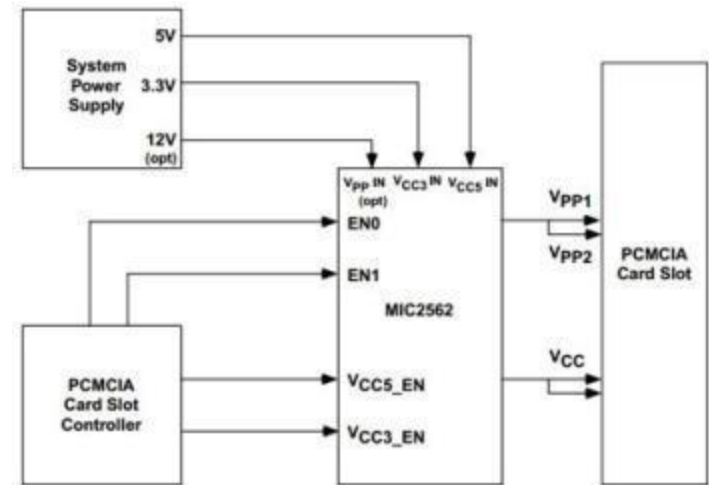 System
Power
Supply
5V
3.3V
12V
(opt)
VPP IN
(opt)
VCC3 IN
VCC5 IN
EN0
EN1
MIC2562
VCC5_EN
VCC3_EN
PCMCIA
Card Slot
Controller
VPP1
VPP2
VCC
PCMCIA
Card Slot